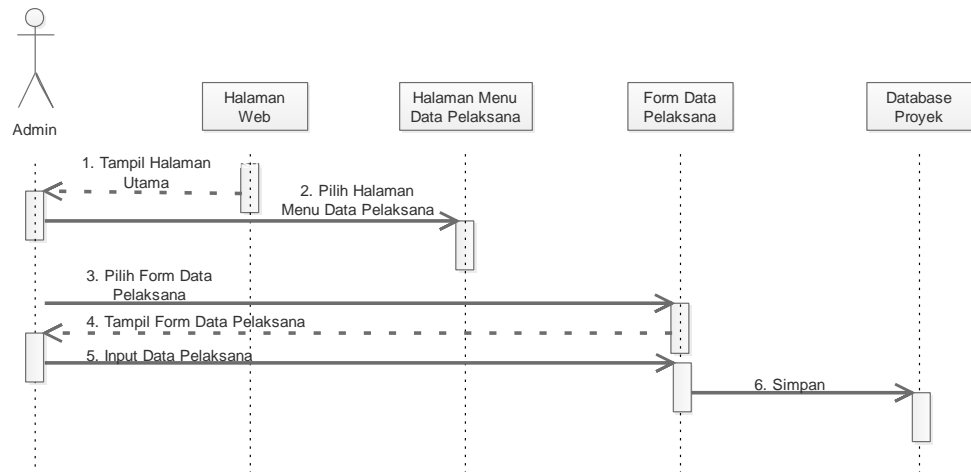 Admin
Halaman
Web
Halaman Menu
Data Pelaksana
Form Data
Pelaksana
Database
Proyek
1. Tampil Halaman
Utama
2. Pilih Halaman
Menu Data Pelaksana
3. Pilih Form Data
Pelaksana
4. Tampil Form Data Pelaksana
5. Input Data Pelaksana
6. Simpan